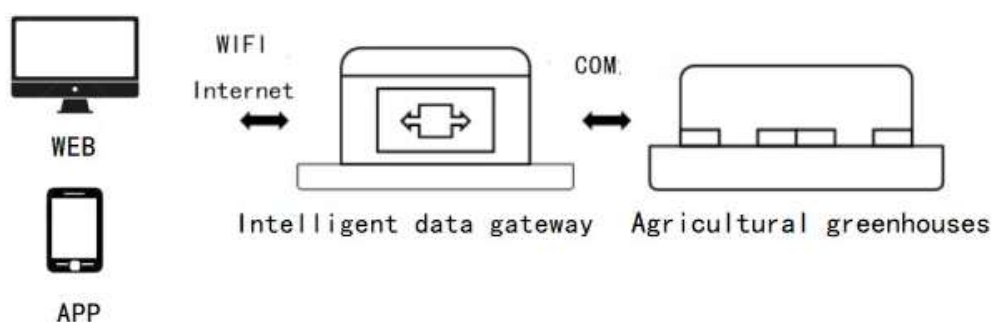 WIFI
Internet
COM
WEB
APP
Intelligent data gateway
Agricultural greenhouses